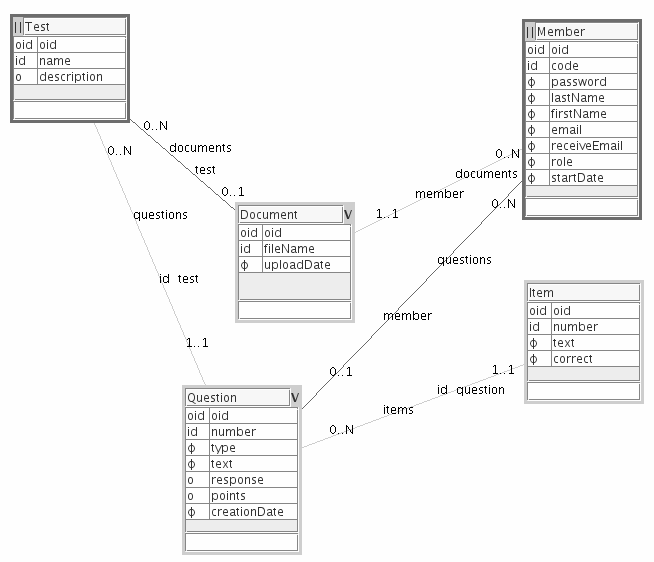 || Test
oid oid
id name
o description
0..N
documents
test
0..1
0..N
questions
id test
1..1
|| Member
oid oid
id code
ϕ password
ϕ lastName
ϕ firstName
ϕ email
ϕ receiveEmail
ϕ role
ϕ startDate
0..N
documents
member
1..1
0..N
questions
member
0..1
Document V
oid oid
id fileName
ϕ uploadDate
Item
oid oid
id number
ϕ text
ϕ correct
1..1
id question
items
0..N
Question V
oid oid
id number
ϕ type
ϕ text
o response
o points
ϕ creationDate